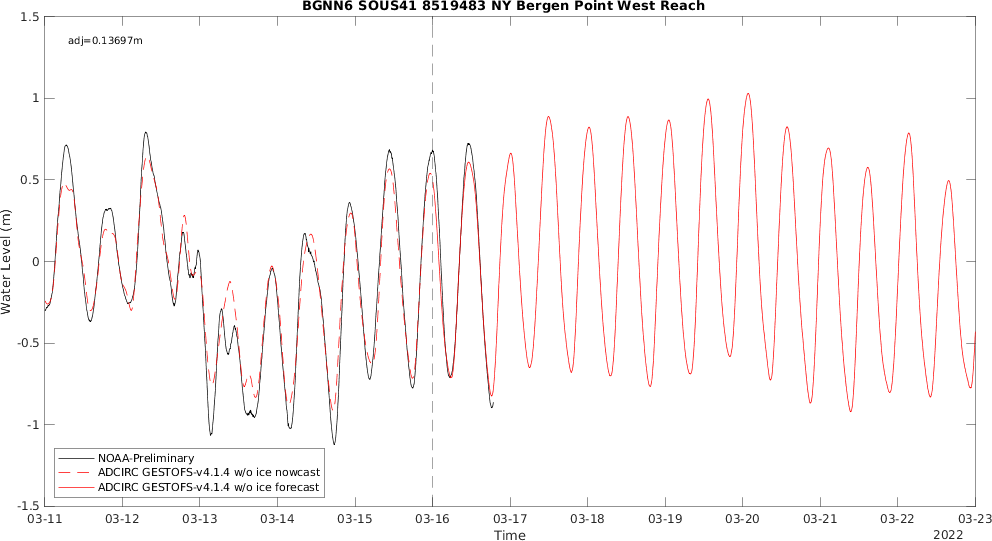 BGNN6 SOUS41 8519483 NY Bergen Point West Reach
1.5
adj=0.13697m
1
0.5
0
-0.5
-1
-1.5
Water Level (m)
NOAA-Preliminary
ADCIRC GESTOFS-v4.1.4 w/o ice nowcast
ADCIRC GESTOFS-v4.1.4 w/o ice forecast
03-11 03-12 03-13 03-14 03-15 03-16 03-17 03-18 03-19 03-20 03-21 03-22 03-23
Time
2022